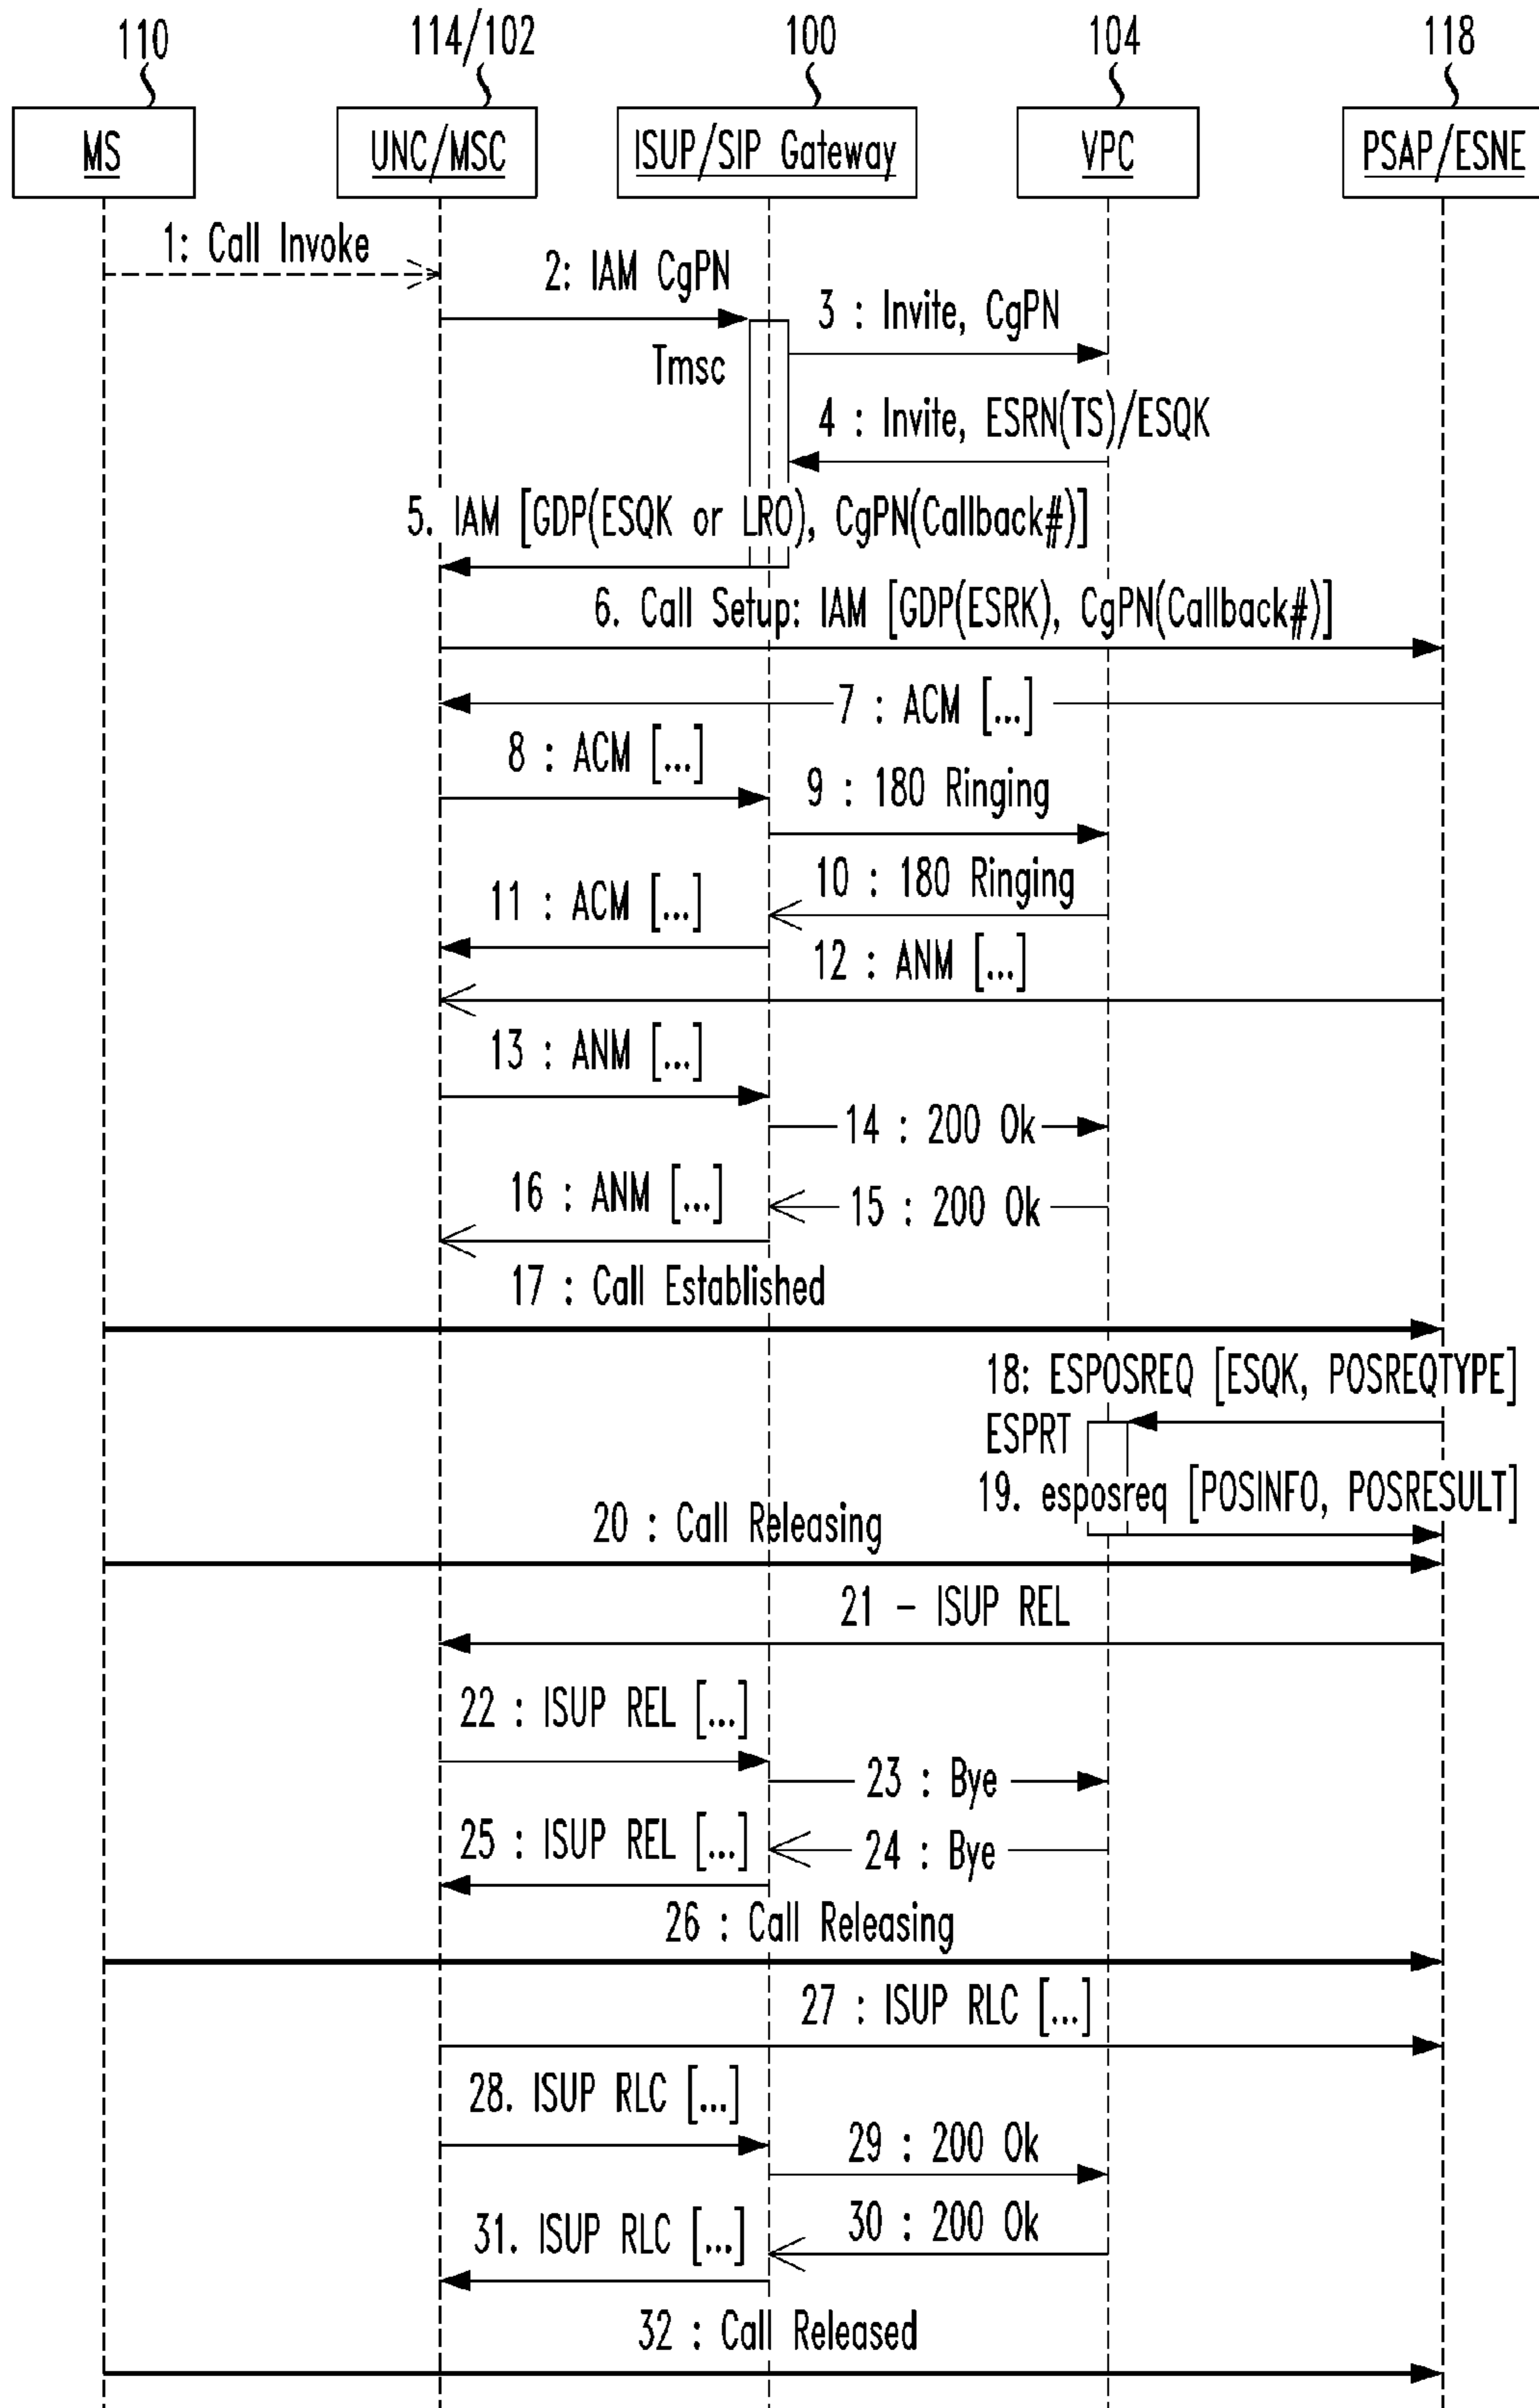 110
114/102
100
104
118
MS
UNC/MSC
ISUP/SIP Gateway
VPC
PSAP/ESNE
1: Call Invoke
2: IAM CgPN
3 : Invite, CgPN
Tmsc
4 : Invite, ESRN(TS)/ESQK
5. IAM [GDP(ESQK or LRO), CgPN(Callback#)]
6. Call Setup: IAM [GDP(ESRK), CgPN(Callback#)]
7 : ACM [...]
8 : ACM [...]
9 : 180 Ringing
10 : 180 Ringing
11 : ACM [...]
12 : ANM [...]
13 : ANM [...]
14 : 200 Ok
16 : ANM [...]
15 : 200 Ok
17 : Call Established
18: ESPOSREQ [ESQK, POSREQTYPE]
ESPRT
19. esposreq [POSINFO, POSRESULT]
20 : Call Releasing
21 - ISUP REL
22 : ISUP REL [...]
23 : Bye
25 : ISUP REL [...]
24 : Bye
26 : Call Releasing
27 : ISUP RLC [...]
28. ISUP RLC [...]
29 : 200 Ok
30 : 200 Ok
31. ISUP RLC [...]
32 : Call Released